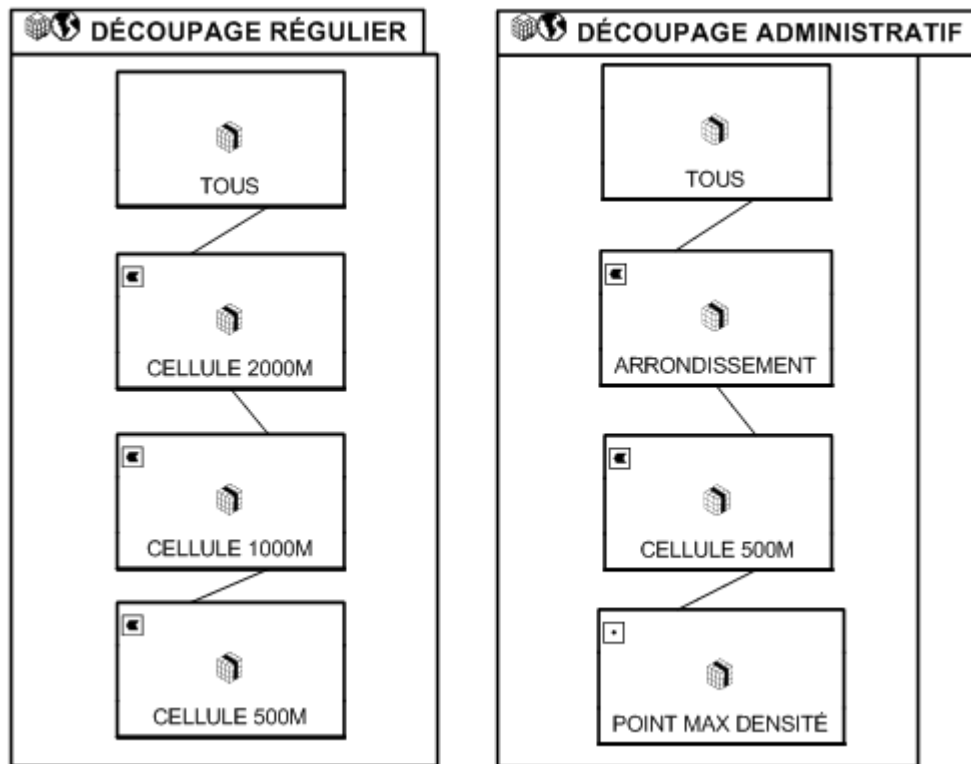 DÉCOUPAGE RÉGULIER
TOUS
CELLULE 2000M
CELLULE 1000M
CELLULE 500M
DÉCOUPAGE ADMINISTRATIF
TOUS
ARRONDISSEMENT
CELLULE 500M
POINT MAX DENSITÉ